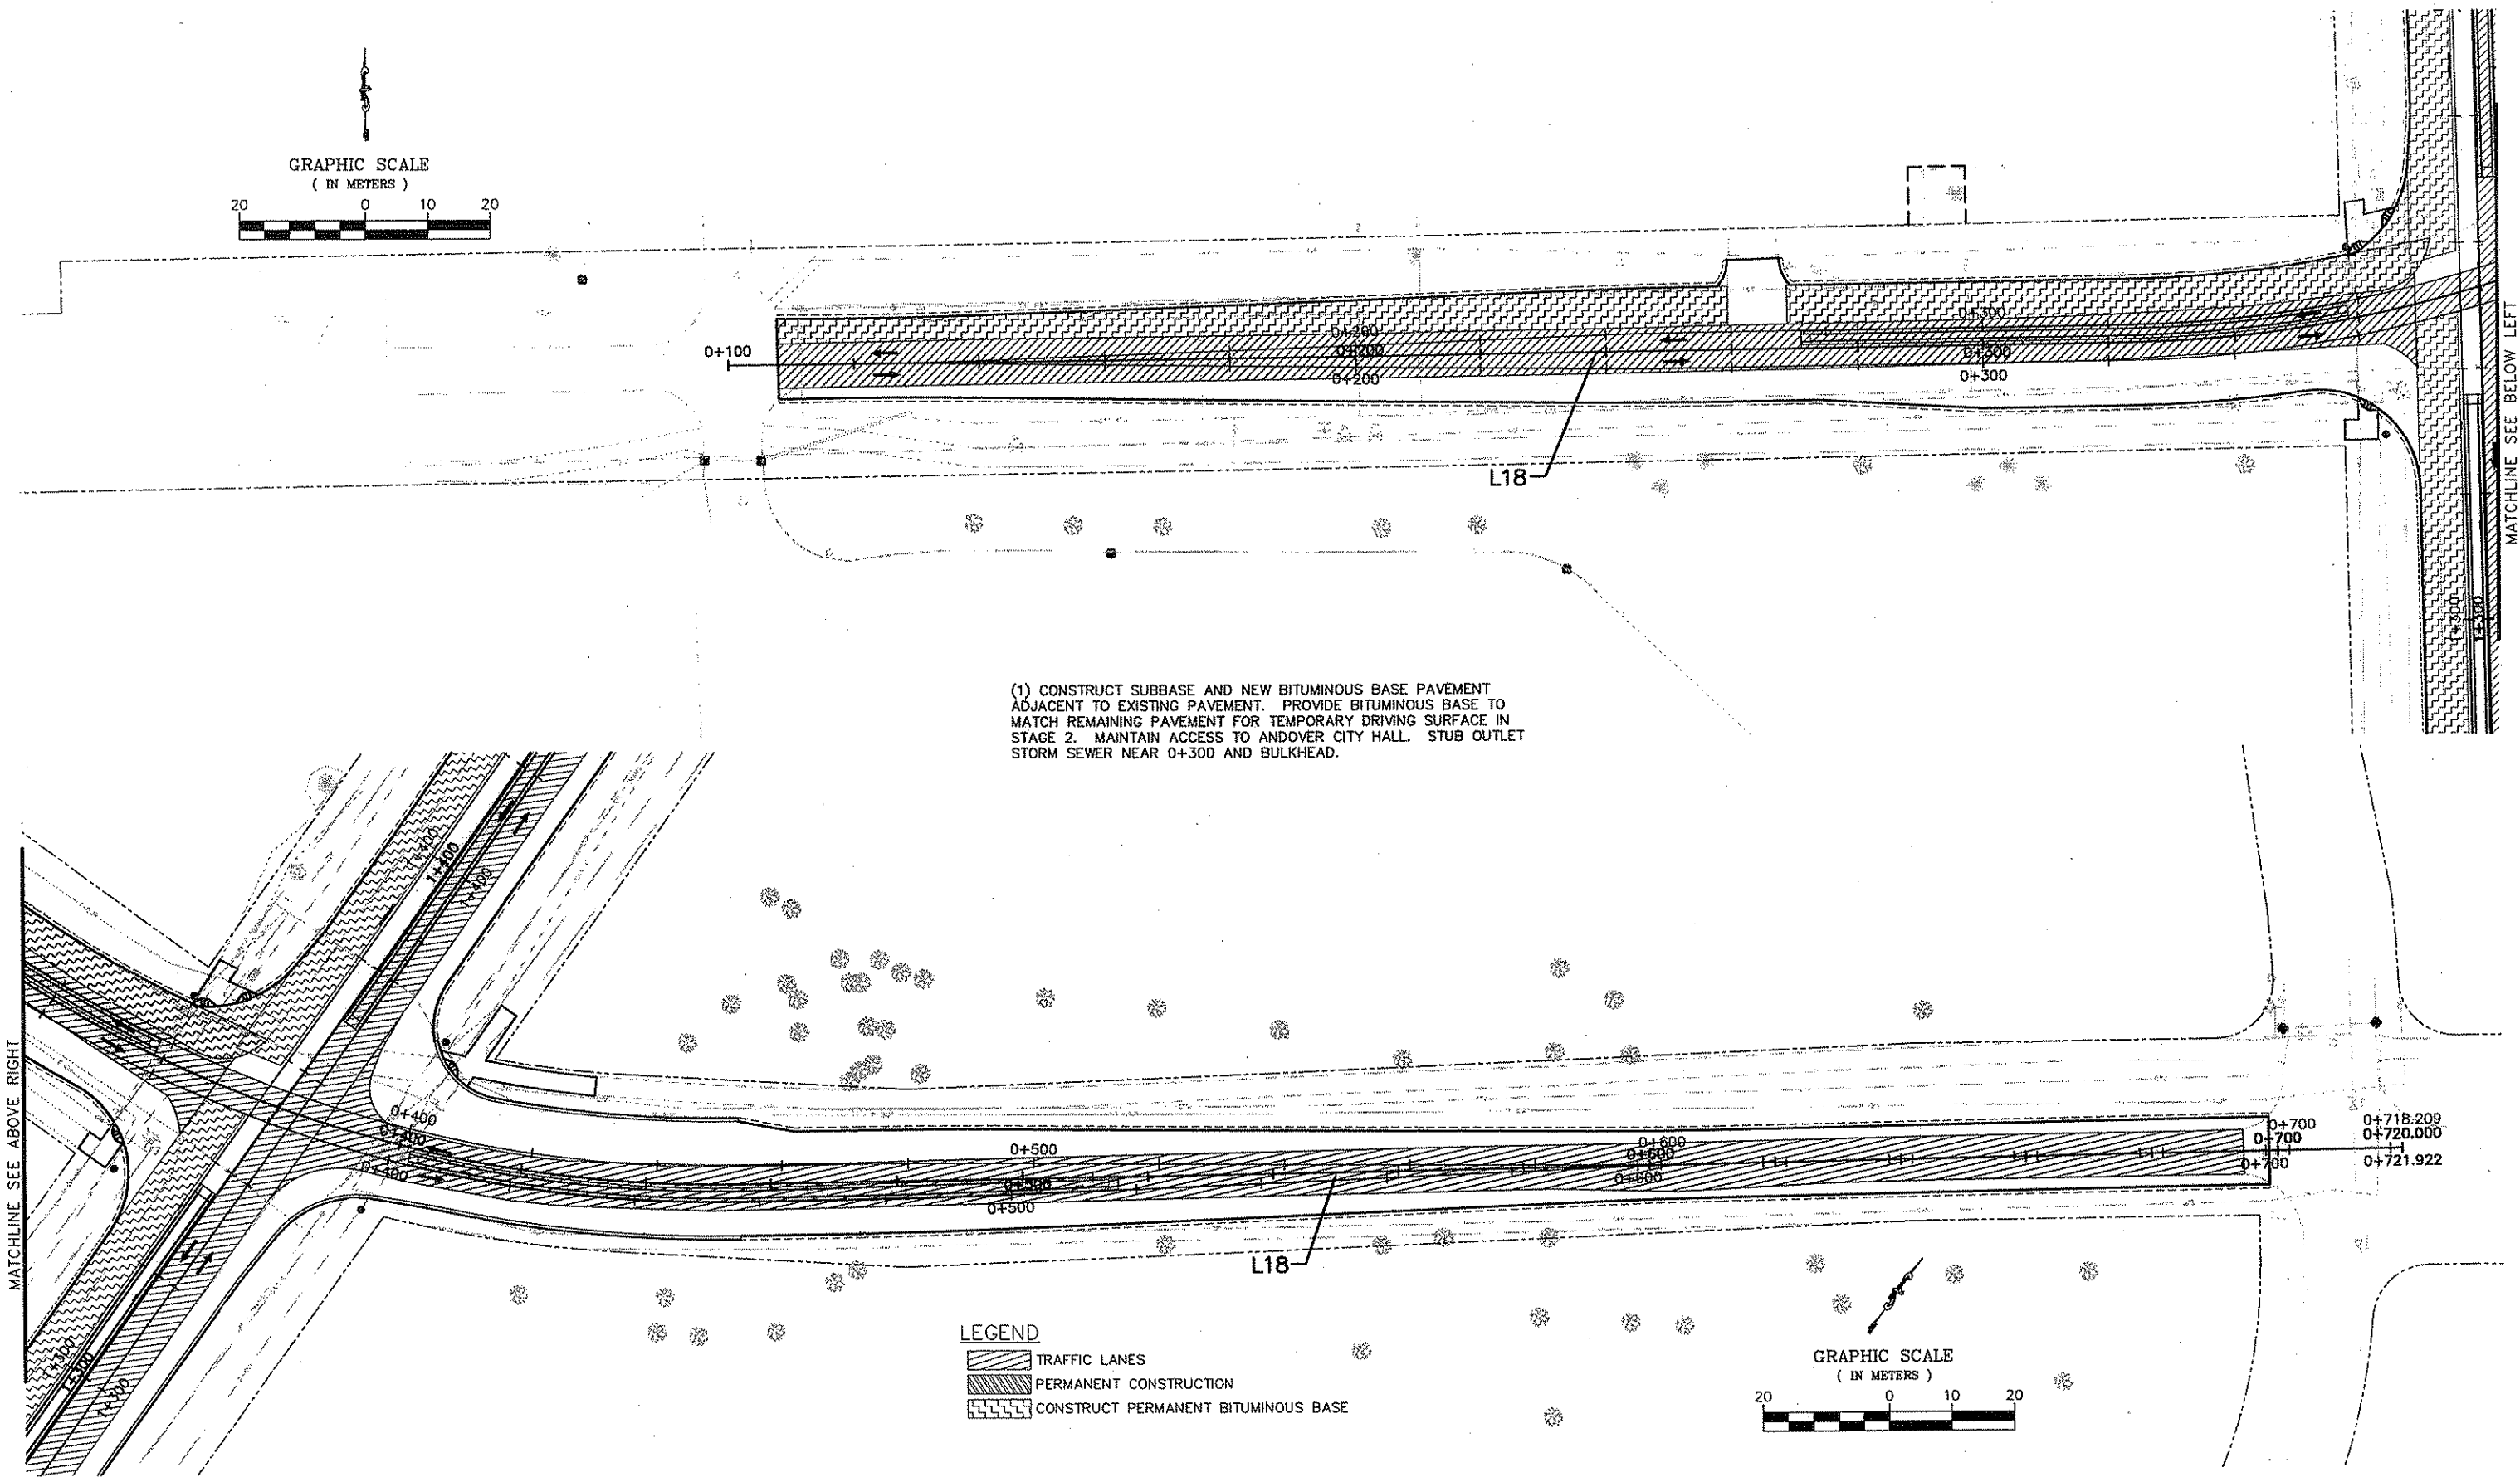 GRAPHIC SCALE
( IN METERS )
20 0 10 20
0+100
0+200
0+200
0+200
0+300
0+300
0+300
L18
1+300
1+300
MATCHLINE SEE BELOW LEFT
(1) CONSTRUCT SUBBASE AND NEW BITUMINOUS BASE PAVEMENT
ADJACENT TO EXISTING PAVEMENT. PROVIDE BITUMINOUS BASE TO
MATCH REMAINING PAVEMENT FOR TEMPORARY DRIVING SURFACE IN
STAGE 2. MAINTAIN ACCESS TO ANDOVER CITY HALL. STUB OUTLET
STORM SEWER NEAR 0+300 AND BULKHEAD.
MATCHLINE SEE ABOVE RIGHT
1+400
1+400
1+400
0+400
0+400
0+400
1+300
1+300
1+300
0+500
0+500
0+500
0+600
0+600
0+600
0+700
0+700
0+700
0+718.209
0+720.000
0+721.922
L18
LEGEND
TRAFFIC LANES
PERMANENT CONSTRUCTION
CONSTRUCT PERMANENT BITUMINOUS BASE
GRAPHIC SCALE
( IN METERS )
20 0 10 20